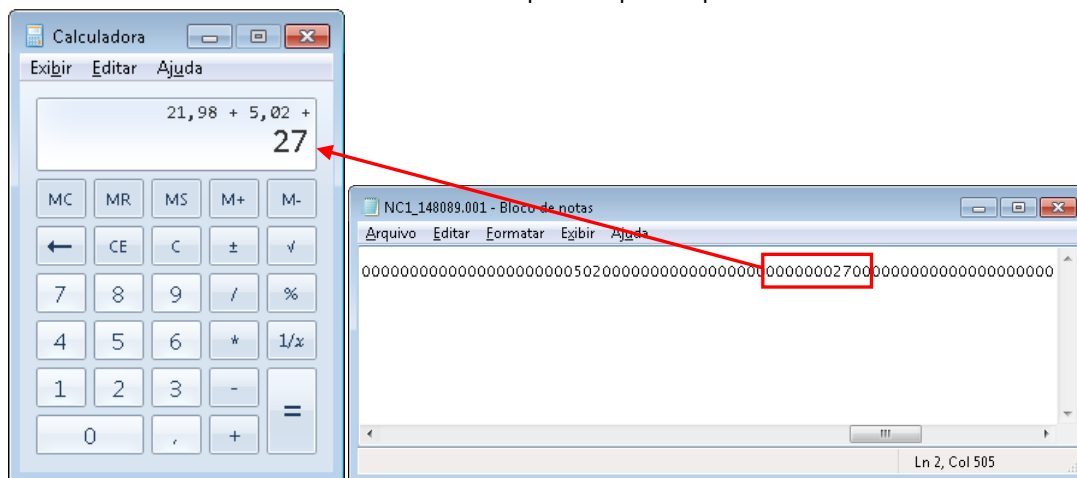 Calculadora
Exibir Editar Ajuda
21,98 + 5,02 +
27
MC MR MS M+ M-
← CE C ± √
7 8 9 / %
4 5 6 * 1/x
1 2 3 - =
0 , +
NC1_148089.001 - Bloco de notas
Arquivo Editar Formatar Exibir Ajuda
000000000000000000000005020000000000000000000000000270000000000000000000000
Ln 2, Col 505